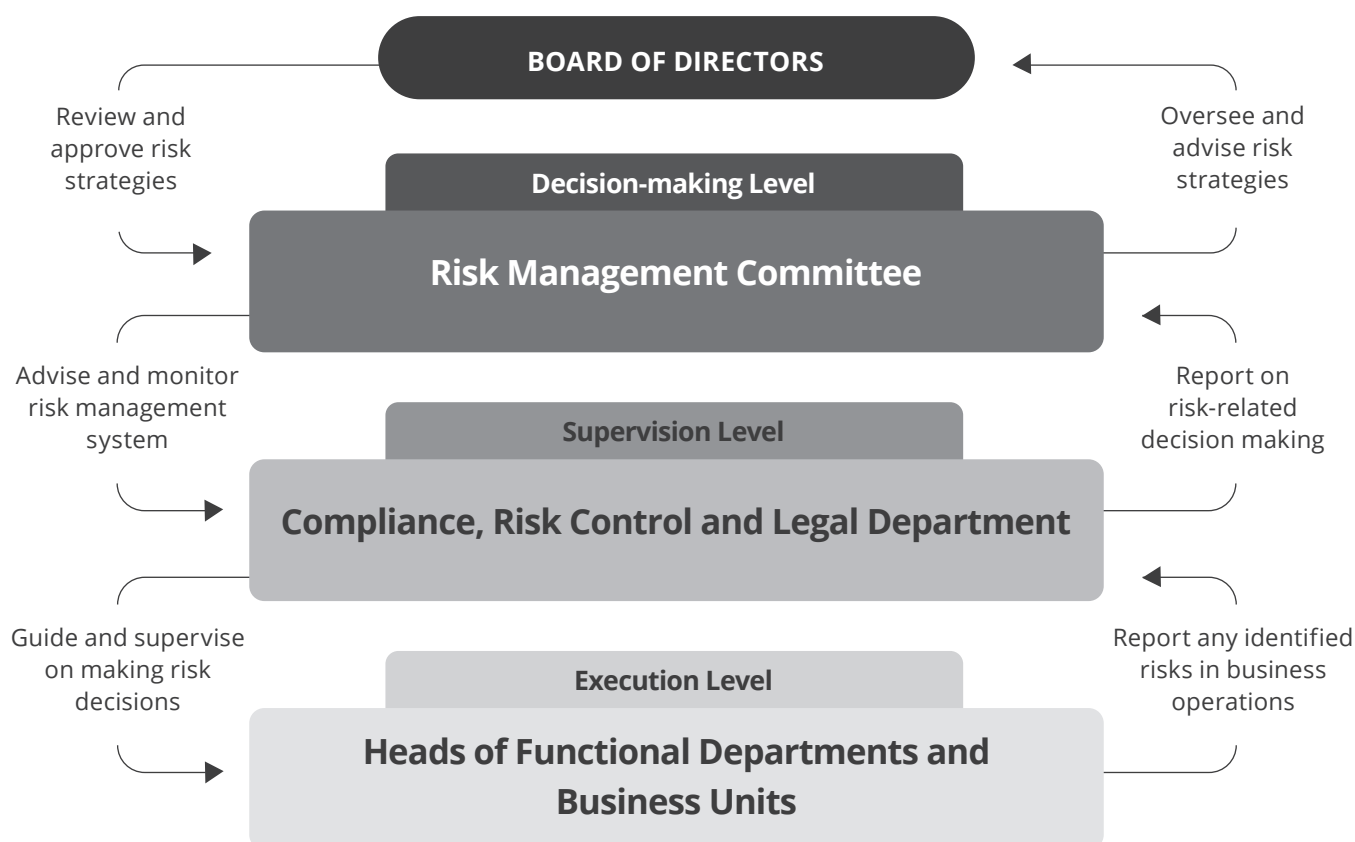 BOARD OF DIRECTORS
Review and
approve risk
strategies
Oversee and
advise risk
strategies
Decision-making Level
Risk Management Committee
Advise and monitor
risk management
system
Report on
risk-related
decision making
Supervision Level
Compliance, Risk Control and Legal Department
Guide and supervise
on making risk
decisions
Report any identified
risks in business
operations
Execution Level
Heads of Functional Departments and
Business Units